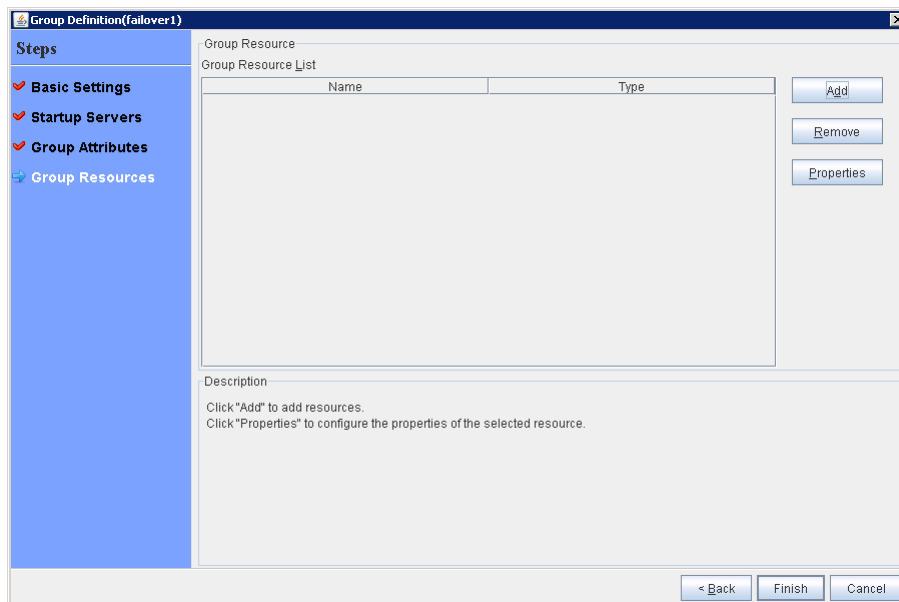 Group Definition(failover1)
Steps
Basic Settings
Startup Servers
Group Attributes
Group Resources
Group Resource
Group Resource List
Name Type
Add
Remove
Properties
Description
Click "Add" to add resources.
Click "Properties" to configure the properties of the selected resource.
< Back Finish Cancel